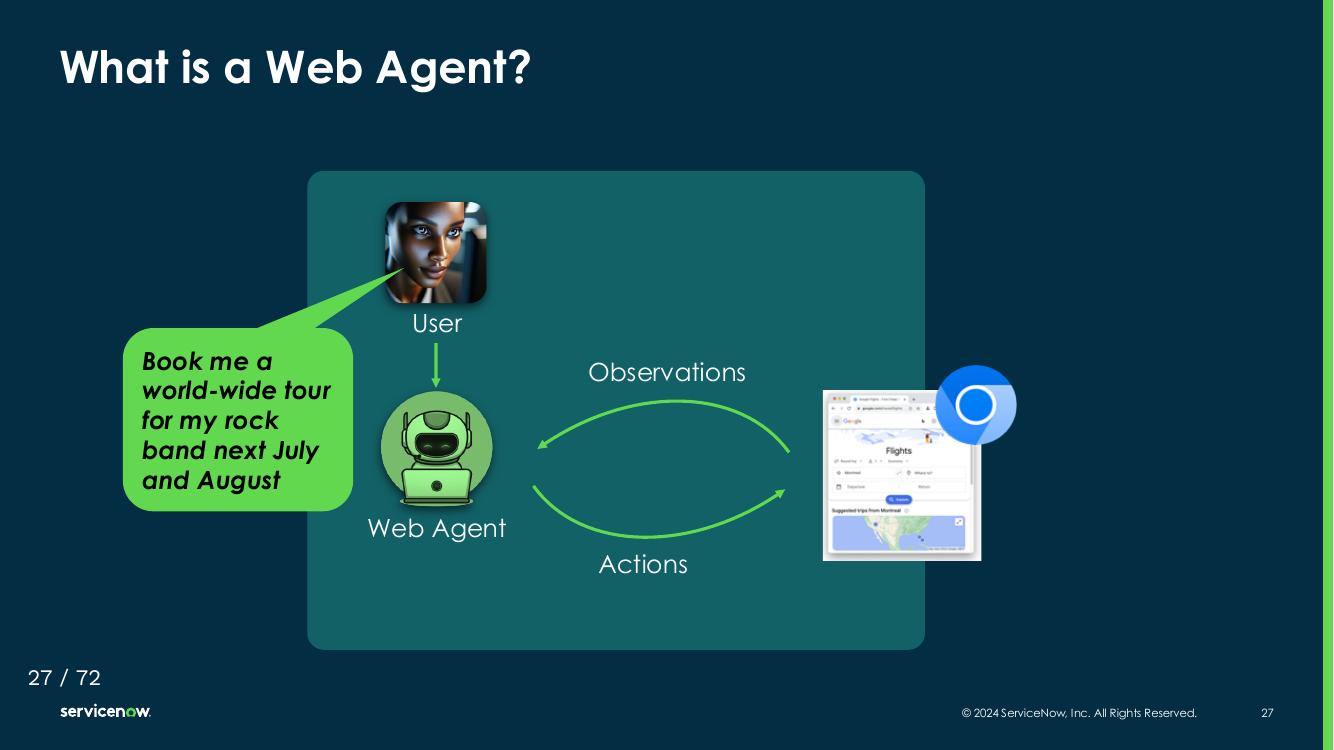 What is a Web Agent?
User
Book me a
world-wide tour
for my rock
band next July
and August
Observations
Web Agent
Actions
Google
Flights
Montreal
Where to?
Departure
Return
Explore
Suggested trips from Montreal
27 / 72
servicenow
© 2024 ServiceNow, Inc. All Rights Reserved.
27